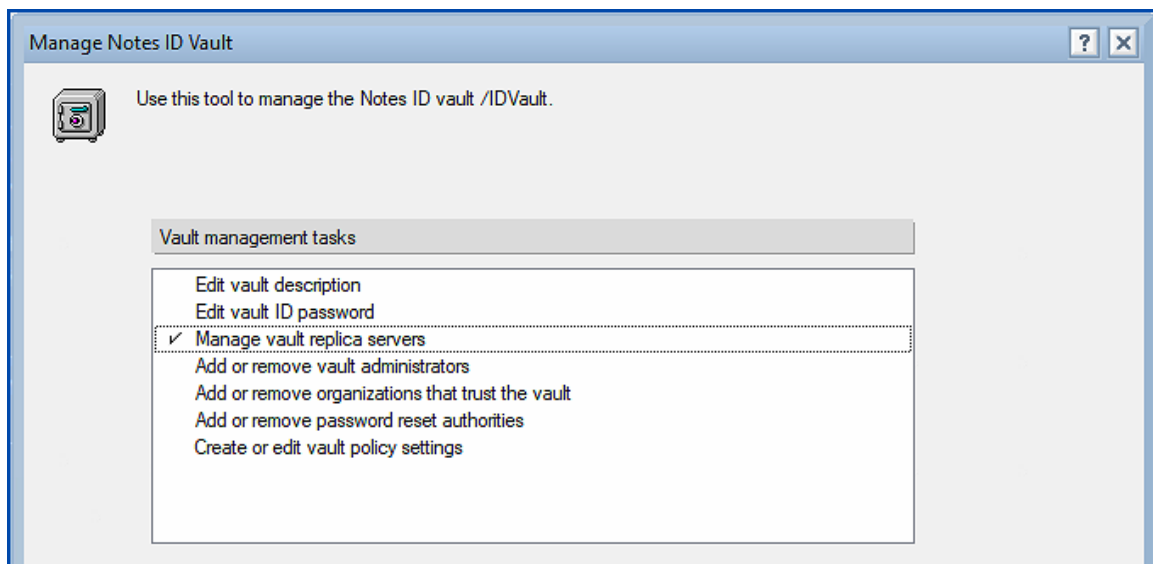 Manage Notes ID Vault
?
Use this tool to manage the Notes ID vault /IDVault.
Vault management tasks
Edit vault description
Edit vault ID password
✓ Manage vault replica servers
Add or remove vault administrators
Add or remove organizations that trust the vault
Add or remove password reset authorities
Create or edit vault policy settings